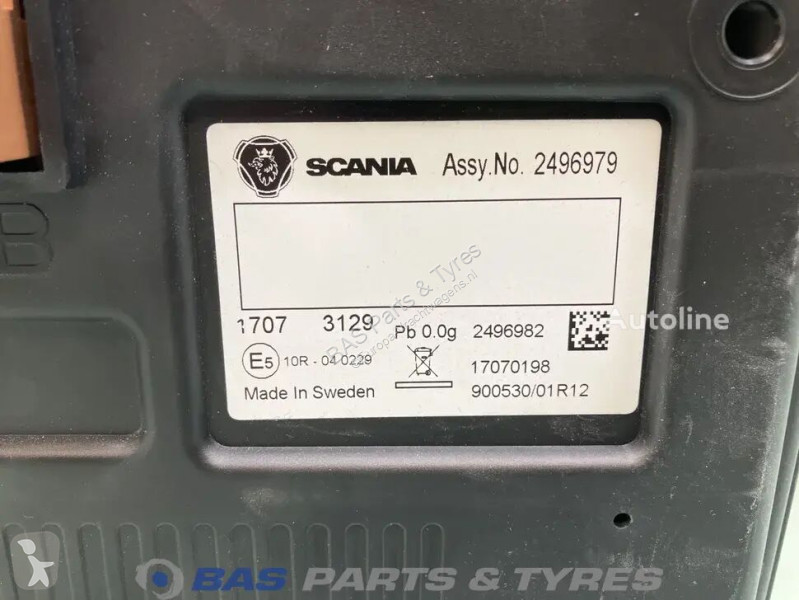 SCANIA Assy.No. 2496979
1707 3129 Pb 0.0g 2496982
E5 10R - 04 0229 17070198
Made In Sweden 900530/01R12
BAS Parts & Tyres
Autoline
B
BAS PARTS & TYRES